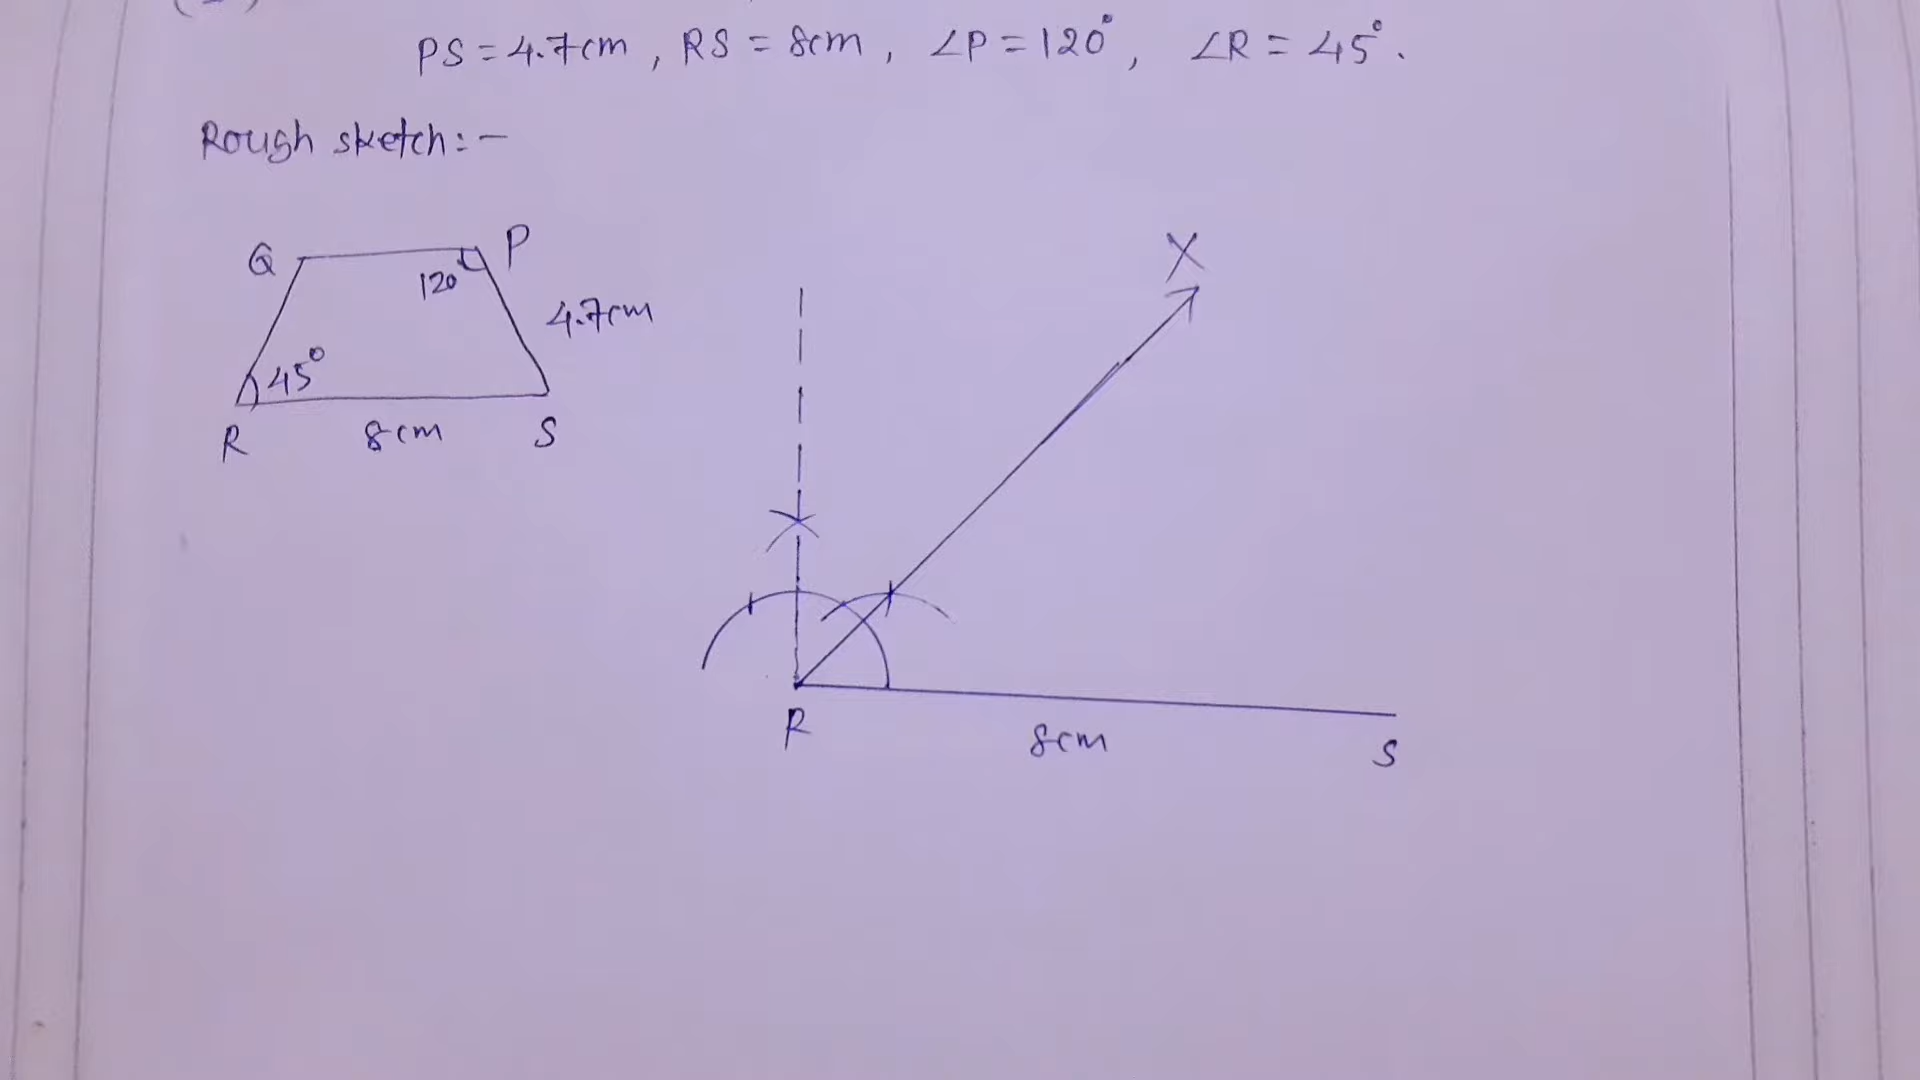 PS = 4.7cm, RS = 8cm, ∠P = 120°, ∠R = 45°.
Rough sketch:-
Q P
120
4.7cm
45°
R 8cm S
X
R 8cm S